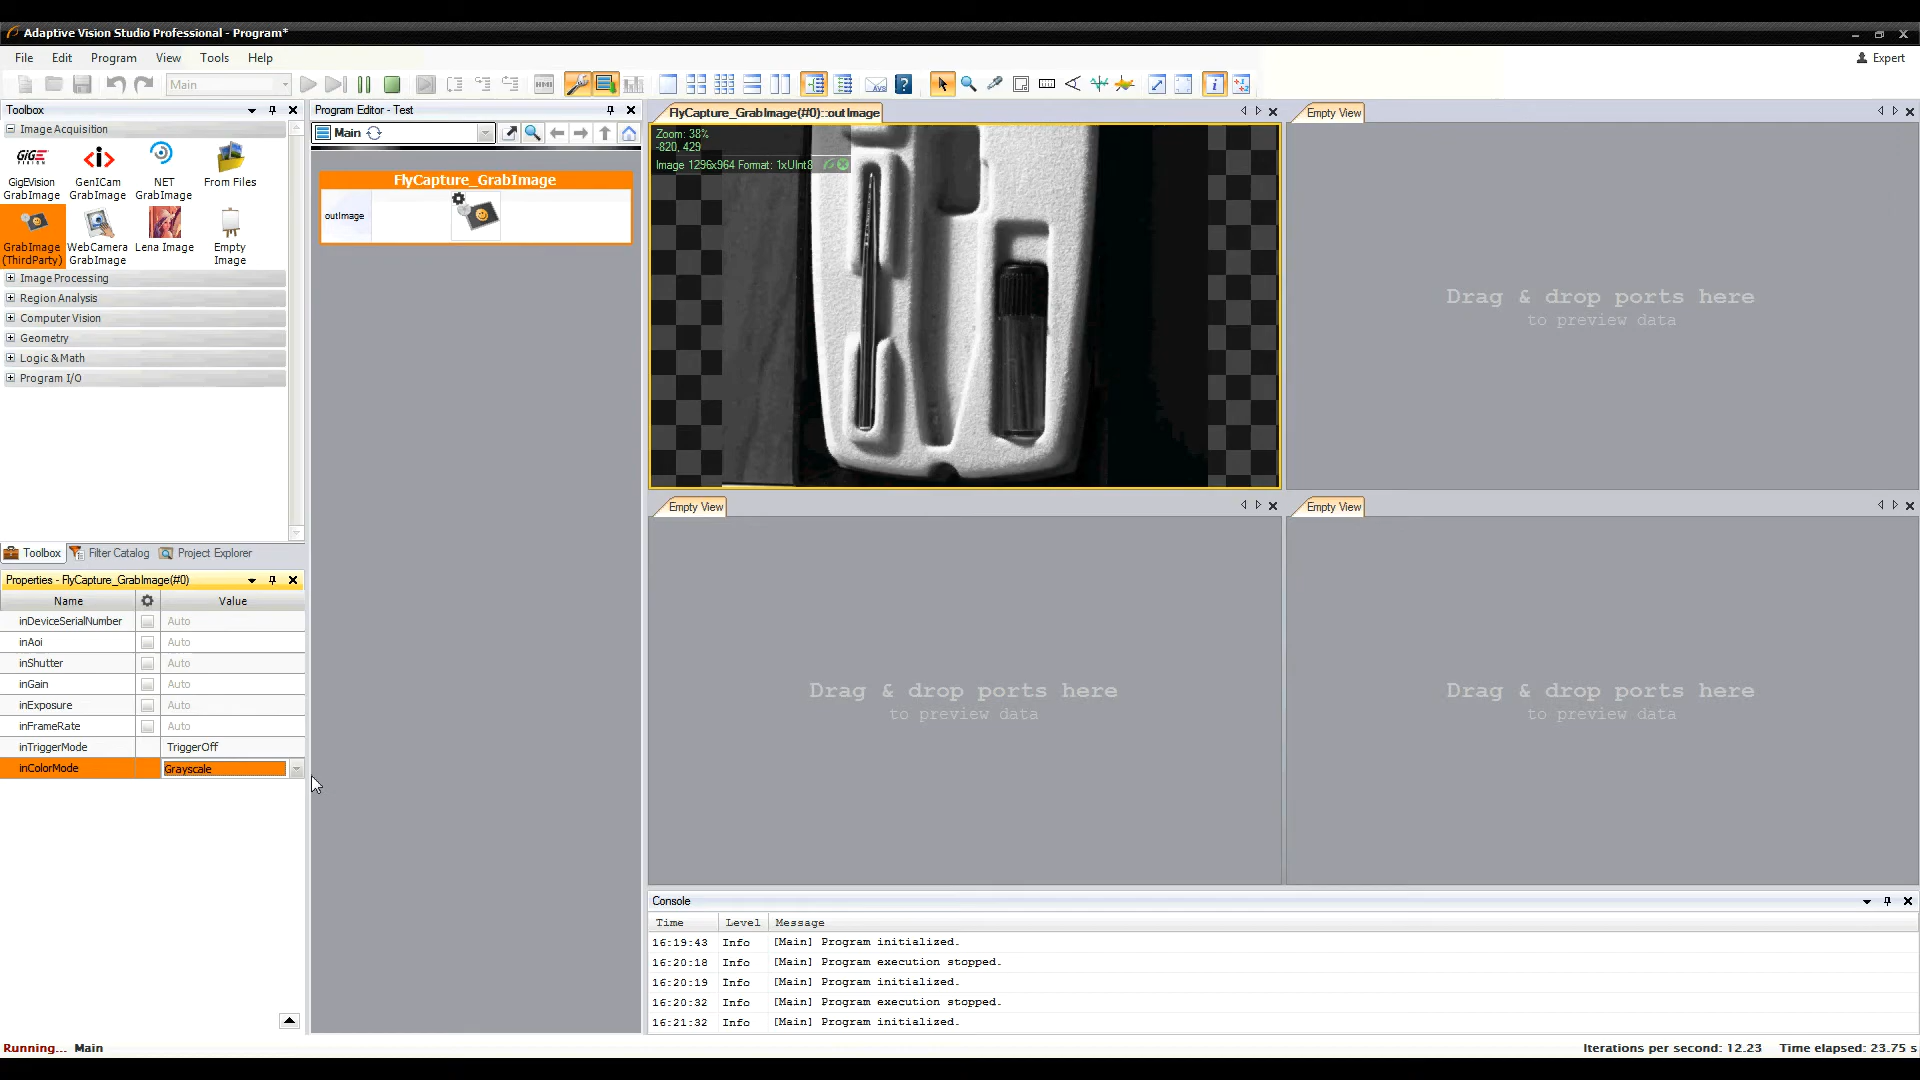 Adaptive Vision Studio Professional - Program*
File Edit Program View Tools Help
Expert
Main
HMI
AVS
Toolbox
Image Acquisition
GIGE VISION
GigEVision GrabImage
GenICam GrabImage
NET GrabImage
From Files
GrabImage (ThirdParty)
WebCamera GrabImage
Lena Image
Empty Image
Image Processing
Region Analysis
Computer Vision
Geometry
Logic & Math
Program I/O
Toolbox Filter Catalog Project Explorer
Properties - FlyCapture_GrabImage(#0)
Name Value
inDeviceSerialNumber Auto
inAoi Auto
inShutter Auto
inGain Auto
inExposure Auto
inFrameRate Auto
inTriggerMode TriggerOff
inColorMode Grayscale
Program Editor - Test
Main
FlyCapture_GrabImage
outImage
FlyCapture_GrabImage(#0)::outImage
Zoom: 38%
-820, 429
Image 1296x964 Format: 1xUInt8
Empty View
Drag & drop ports here
to preview data
Empty View
Drag & drop ports here
to preview data
Empty View
Drag & drop ports here
to preview data
Console
Time Level Message
16:19:43 Info [Main] Program initialized.
16:20:18 Info [Main] Program execution stopped.
16:20:19 Info [Main] Program initialized.
16:20:32 Info [Main] Program execution stopped.
16:21:32 Info [Main] Program initialized.
Running... Main
Iterations per second: 12.23 Time elapsed: 23.75 s